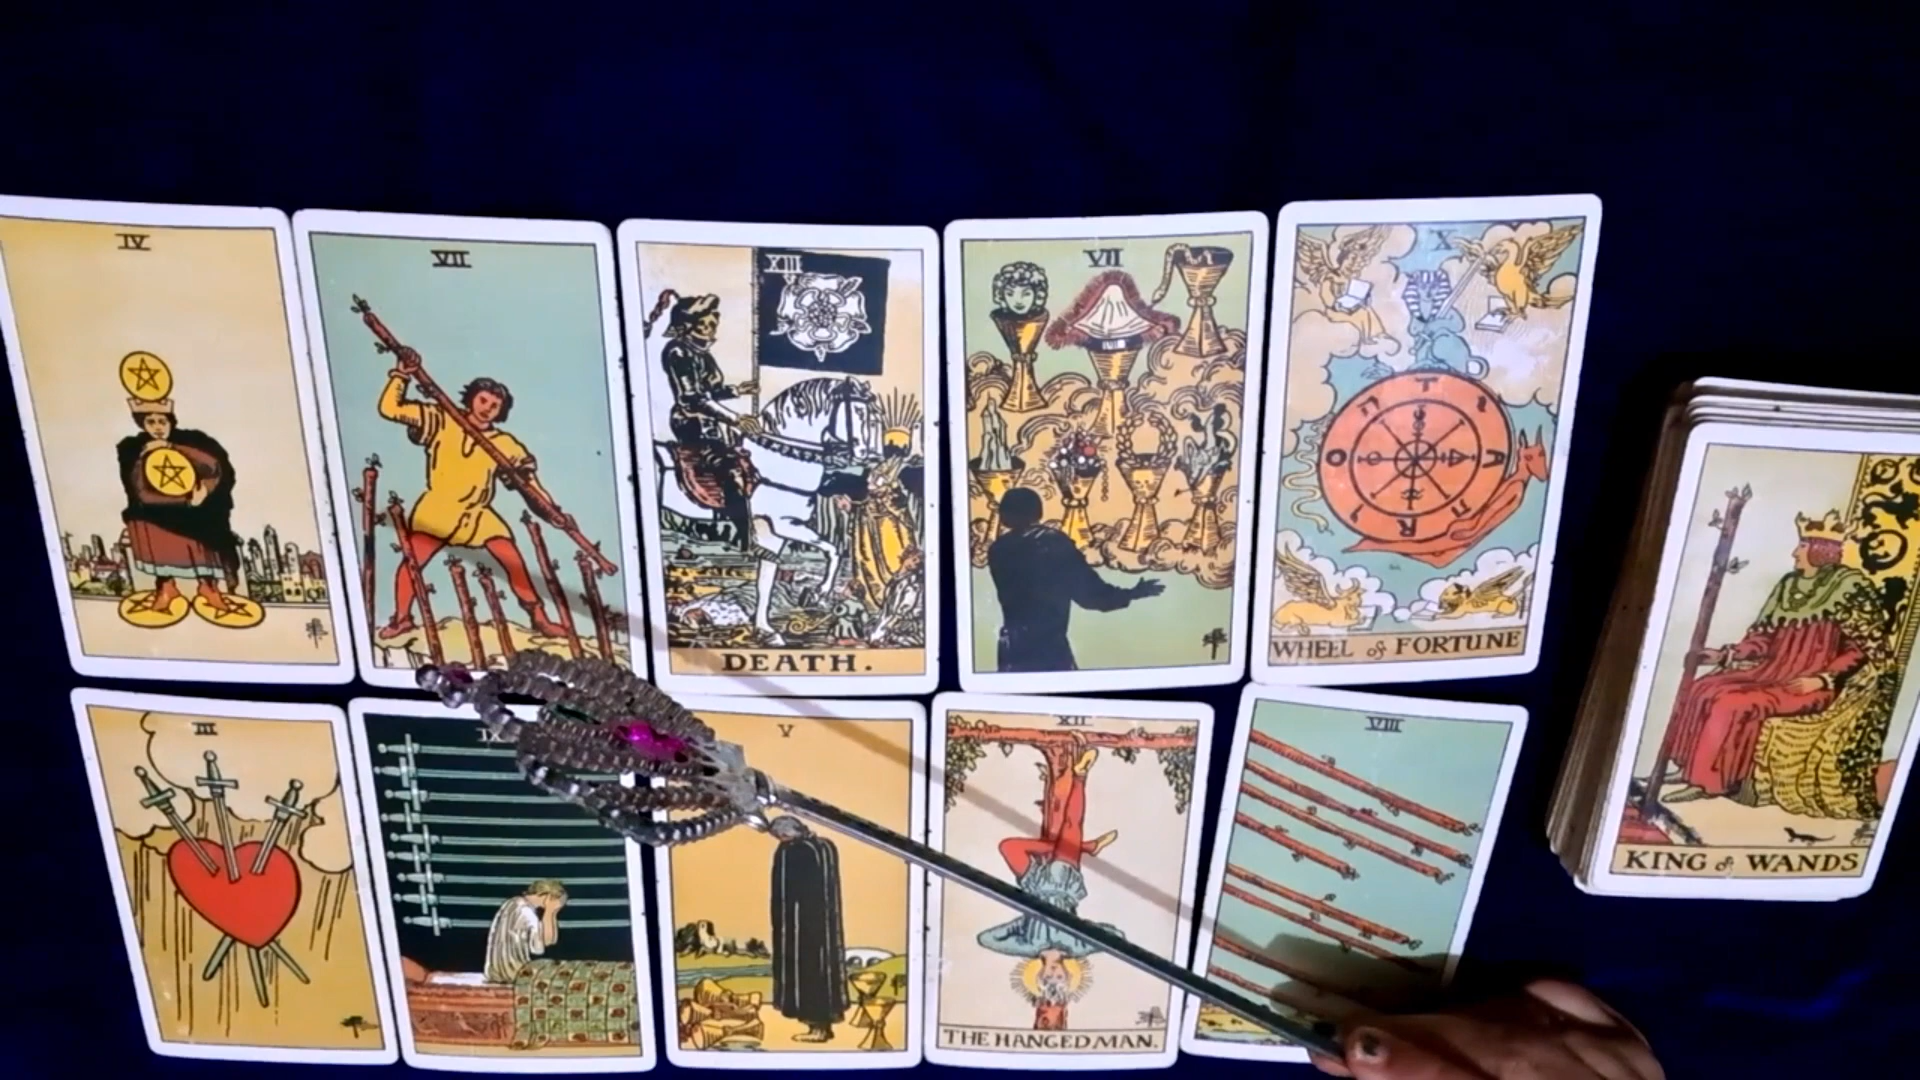 IV
VII
XIII
DEATH.
VII
X
WHEEL of FORTUNE
III
IX
V
XII
THE HANGED MAN.
VIII
KING of WANDS